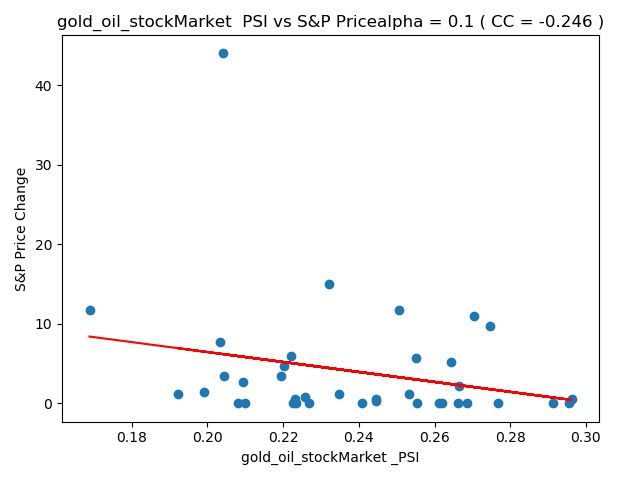 gold_oil_stockMarket  PSI vs S&P Pricealpha = 0.1 ( CC = -0.246 )
40
30
20
10
0
S&P Price Change
0.18 0.20 0.22 0.24 0.26 0.28 0.30
gold_oil_stockMarket _PSI